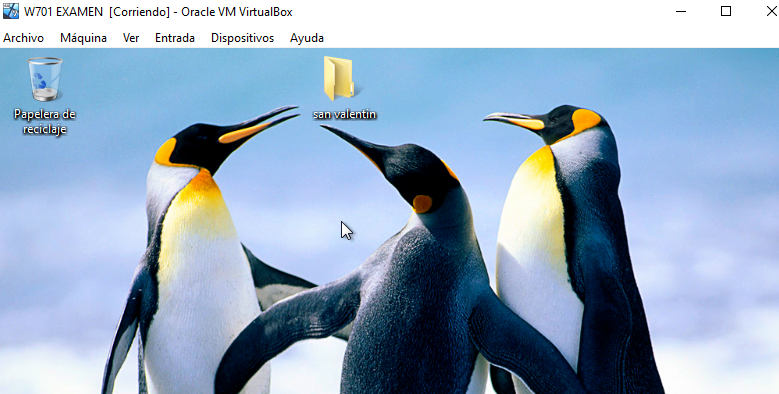 W701 EXAMEN [Corriendo] - Oracle VM VirtualBox
Archivo Máquina Ver Entrada Dispositivos Ayuda
Papelera de
reciclaje
san valentin